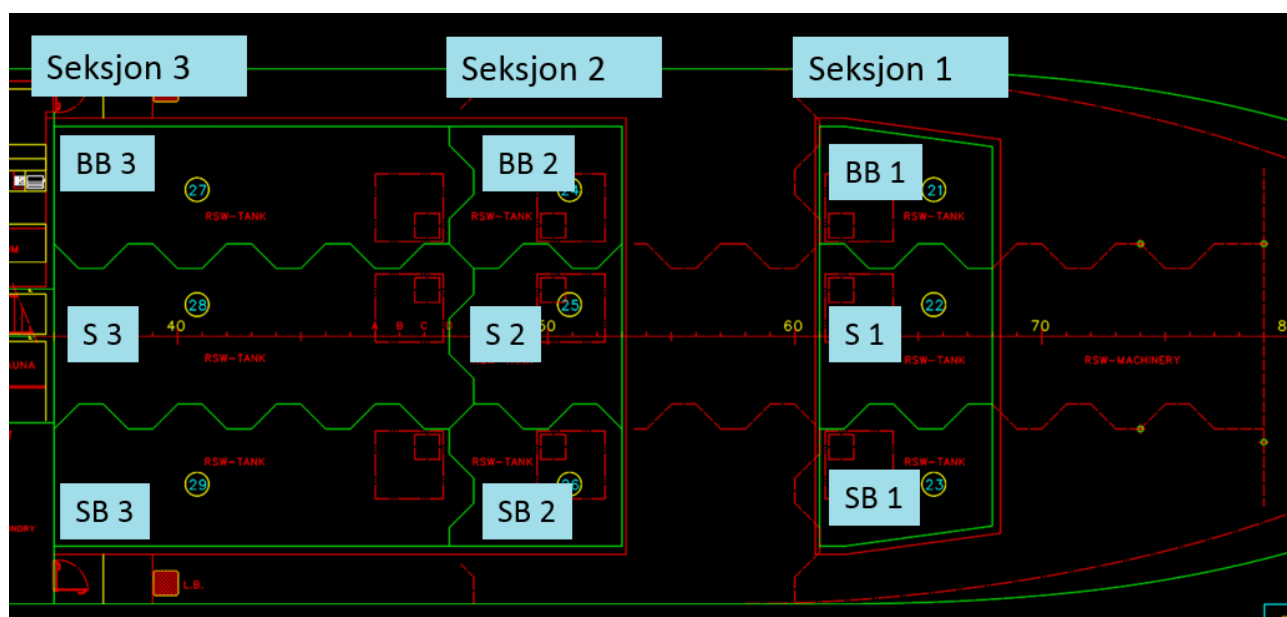 Seksjon 3
Seksjon 2
Seksjon 1
BB 3
BB 2
BB 1
27
24
21
RSW-TANK
RSW-TANK
RSW-TANK
28
25
22
S 3
S 2
S 1
40
A B C D
60
70
RSW-TANK
RSW-TANK
RSW-MACHINERY
RSW-TANK
RSW-TANK
RSW-TANK
29
26
23
SB 3
SB 2
SB 1
L.B.